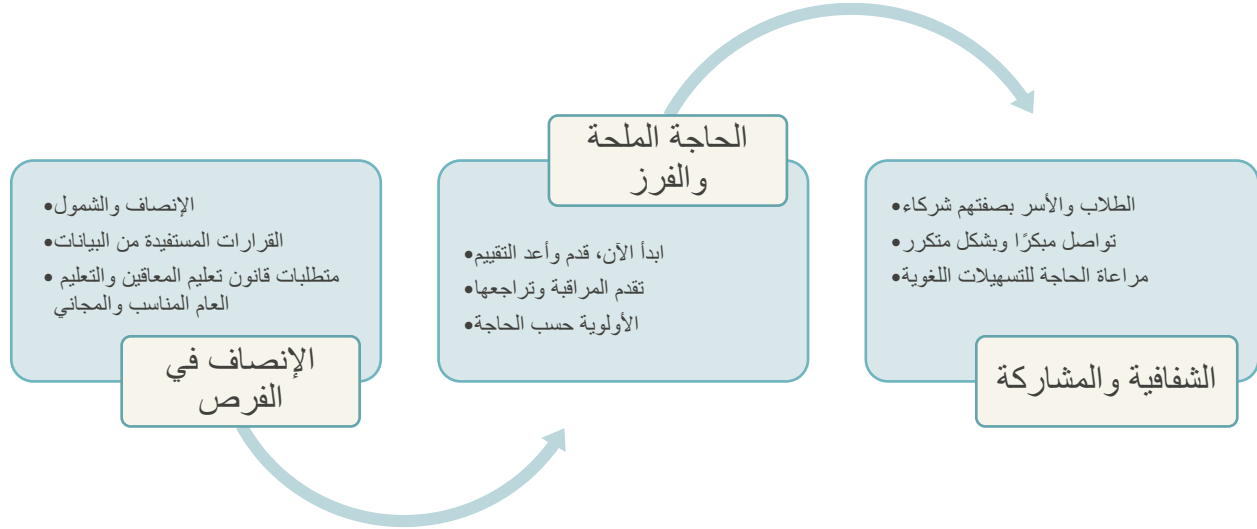 الإنصاف والشمول•
القرارات المستفيدة من البيانات•
متطلبات قانون تعليم المعاقين والتعليم •
العام المناسب والمجاني
الإنصاف في
الفرص
الحاجة الملحة
والفرز
ابدأ الآن، قدم وأعد التقييم•
تقدم المراقبة وتراجعها•
الأولوية حسب الحاجة•
الطلاب والأسر بصفتهم شركاء•
تواصل مبكرًا وبشكل متكرر•
مراعاة الحاجة للتسهيلات اللغوية•
الشفافية والمشاركة